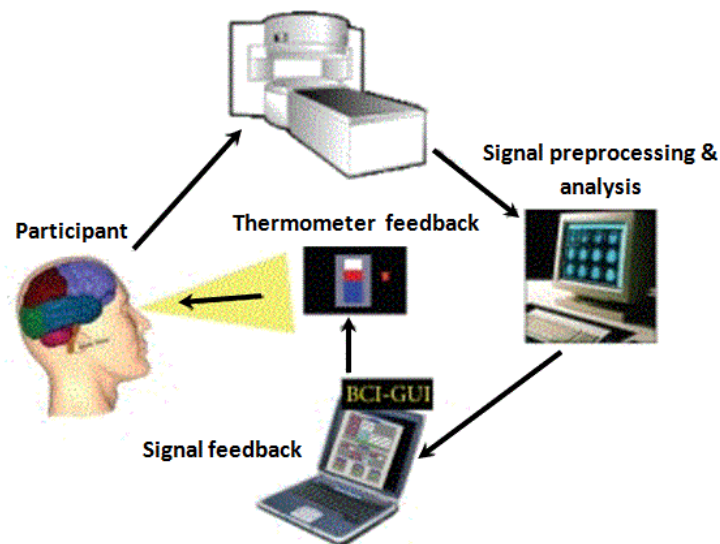 Signal preprocessing &
analysis
Participant
Thermometer feedback
BCI-GUI
Signal feedback